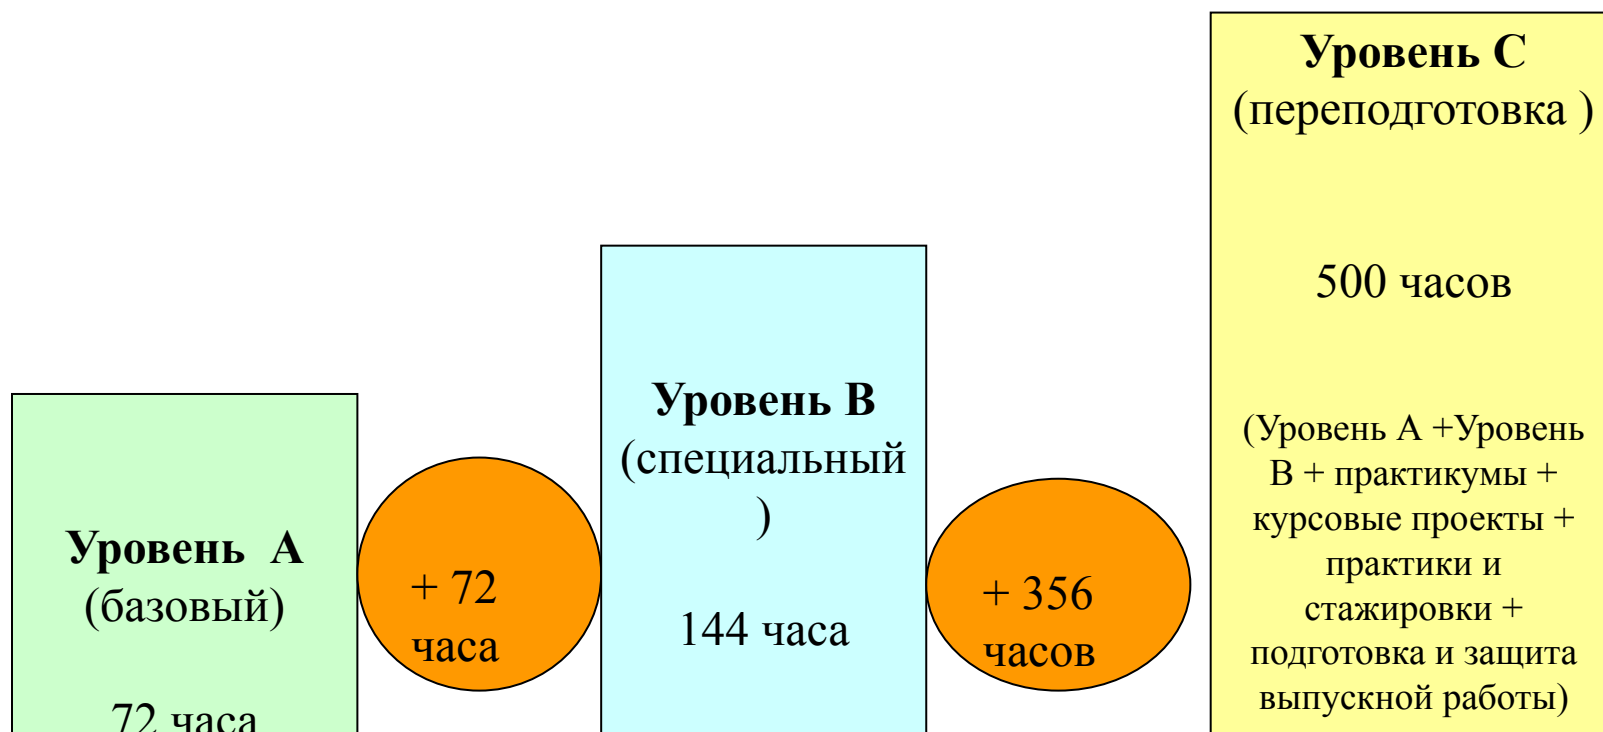 Уровень А
(базовый)
72 часа
+ 72
часа
Уровень В
(специальный
)
144 часа
+ 356
часов
Уровень С
(переподготовка )
500 часов
(Уровень А +Уровень
В + практикумы +
курсовые проекты +
практики и
стажировки +
подготовка и защита
выпускной работы)